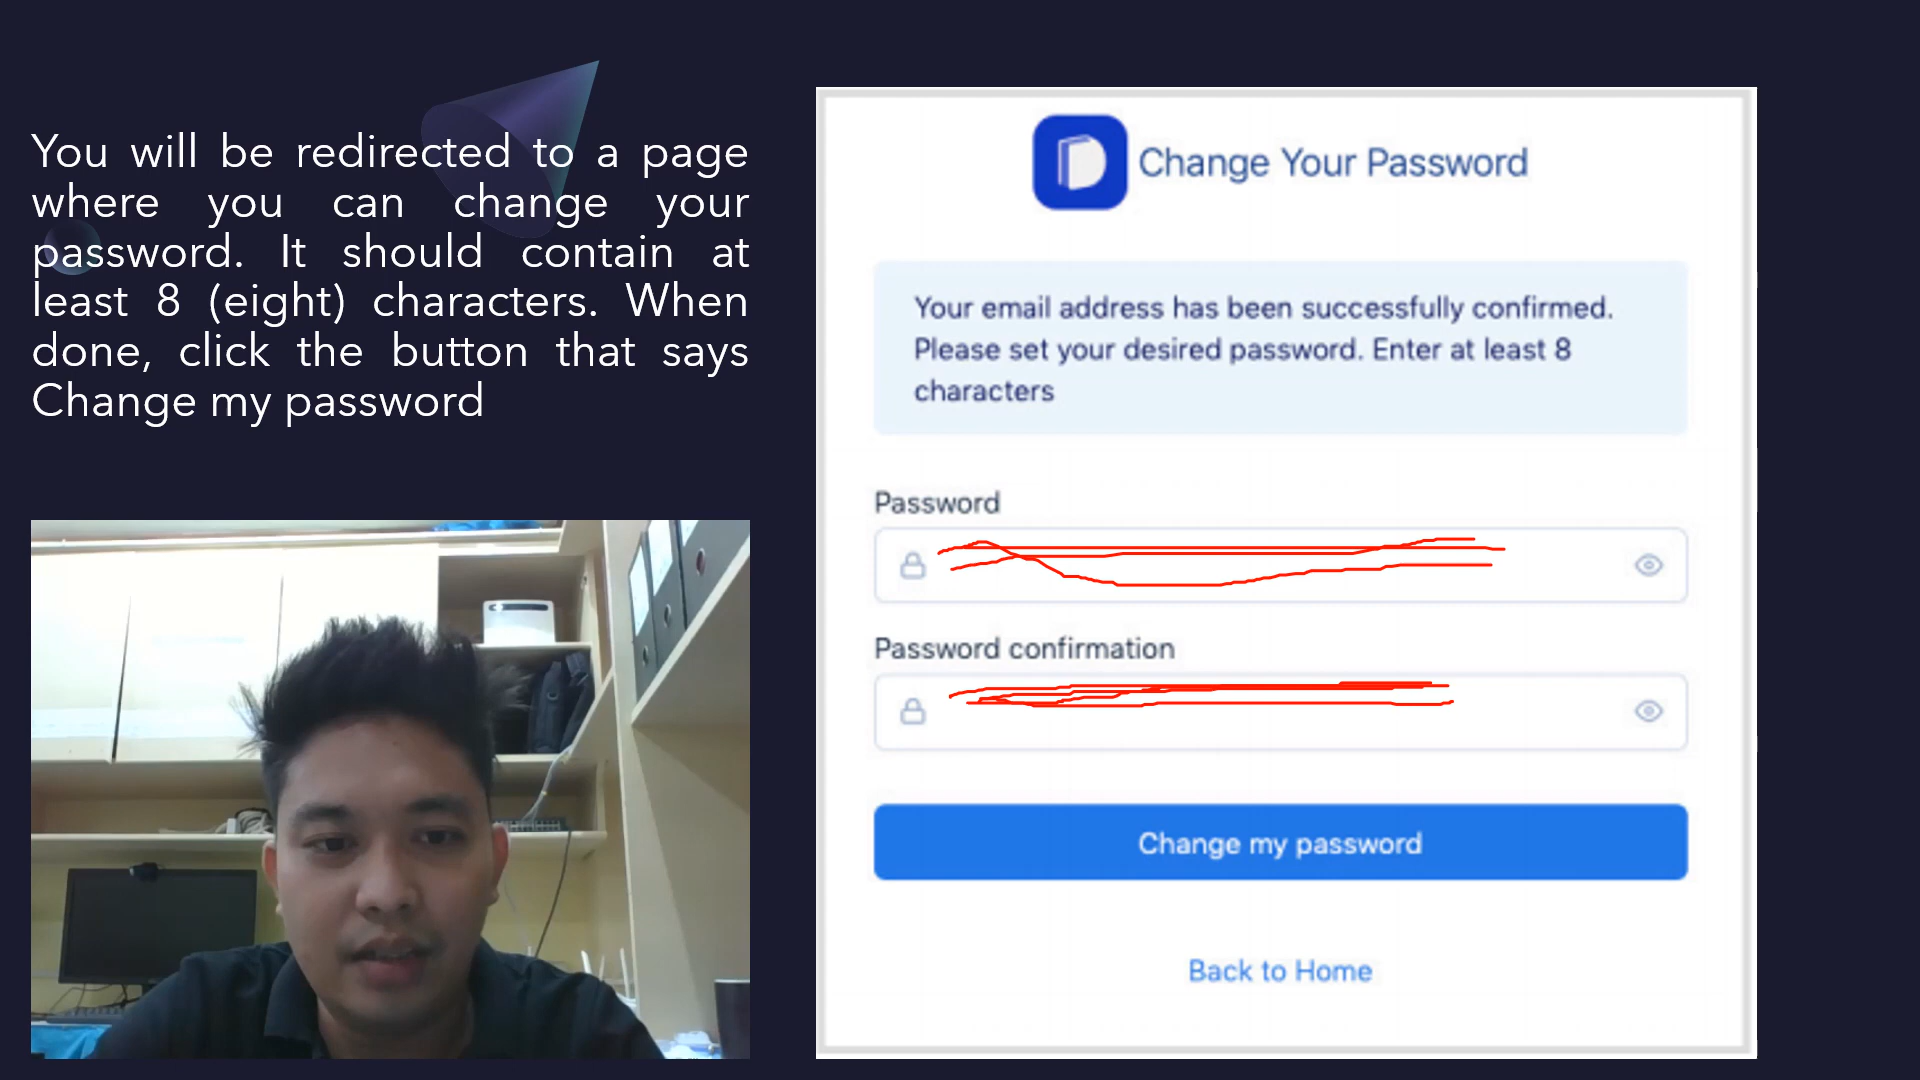 You will be redirected to a page
where you can change your
password. It should contain at
least 8 (eight) characters. When
done, click the button that says
Change my password
Change Your Password
Your email address has been successfully confirmed.
Please set your desired password. Enter at least 8
characters
Password
Password confirmation
Change my password
Back to Home